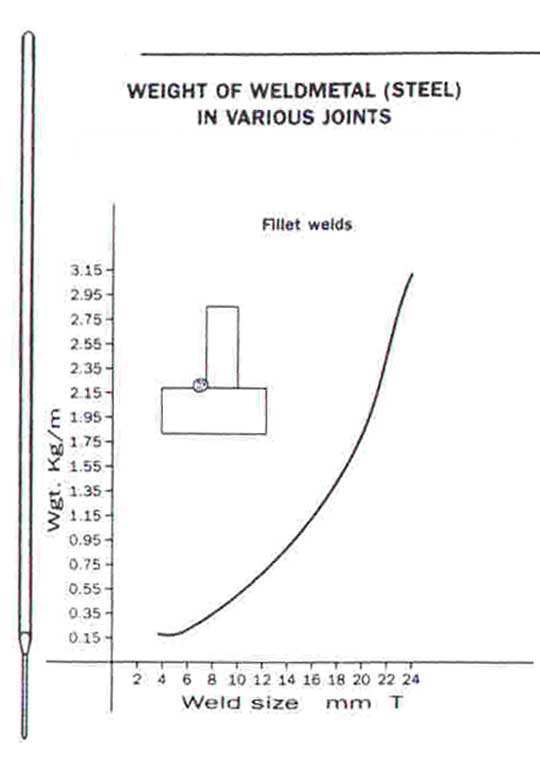 WEIGHT OF WELDMETAL (STEEL)
IN VARIOUS JOINTS
Fillet welds
3.15
2.95
2.75
2.55
2.35
2.15
1.95
1.75
1.55
1.35
1.15
0.95
0.75
0.55
0.35
0.15
Wgt. Kg/m
2 4 6 8 10 12 14 16 18 20 22 24
Weld size mm T